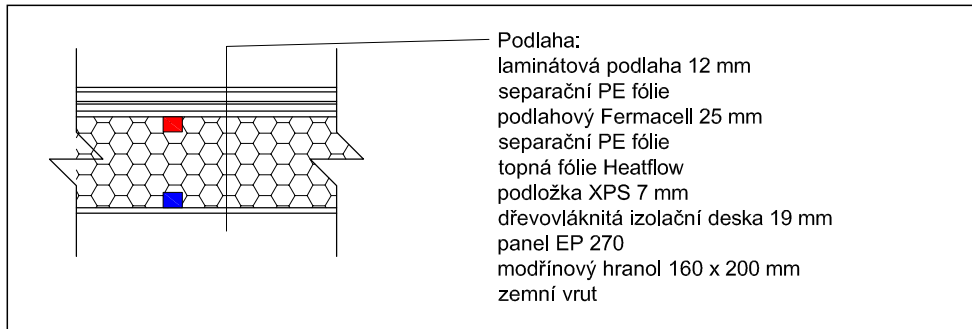 Podlaha:
laminátová podlaha 12 mm
separační PE fólie
podlahový Fermacell 25 mm
separační PE fólie
topná fólie Heatflow
podložka XPS 7 mm
dřevovláknitá izolační deska 19 mm
panel EP 270
modřínový hranol 160 x 200 mm
zemní vrut